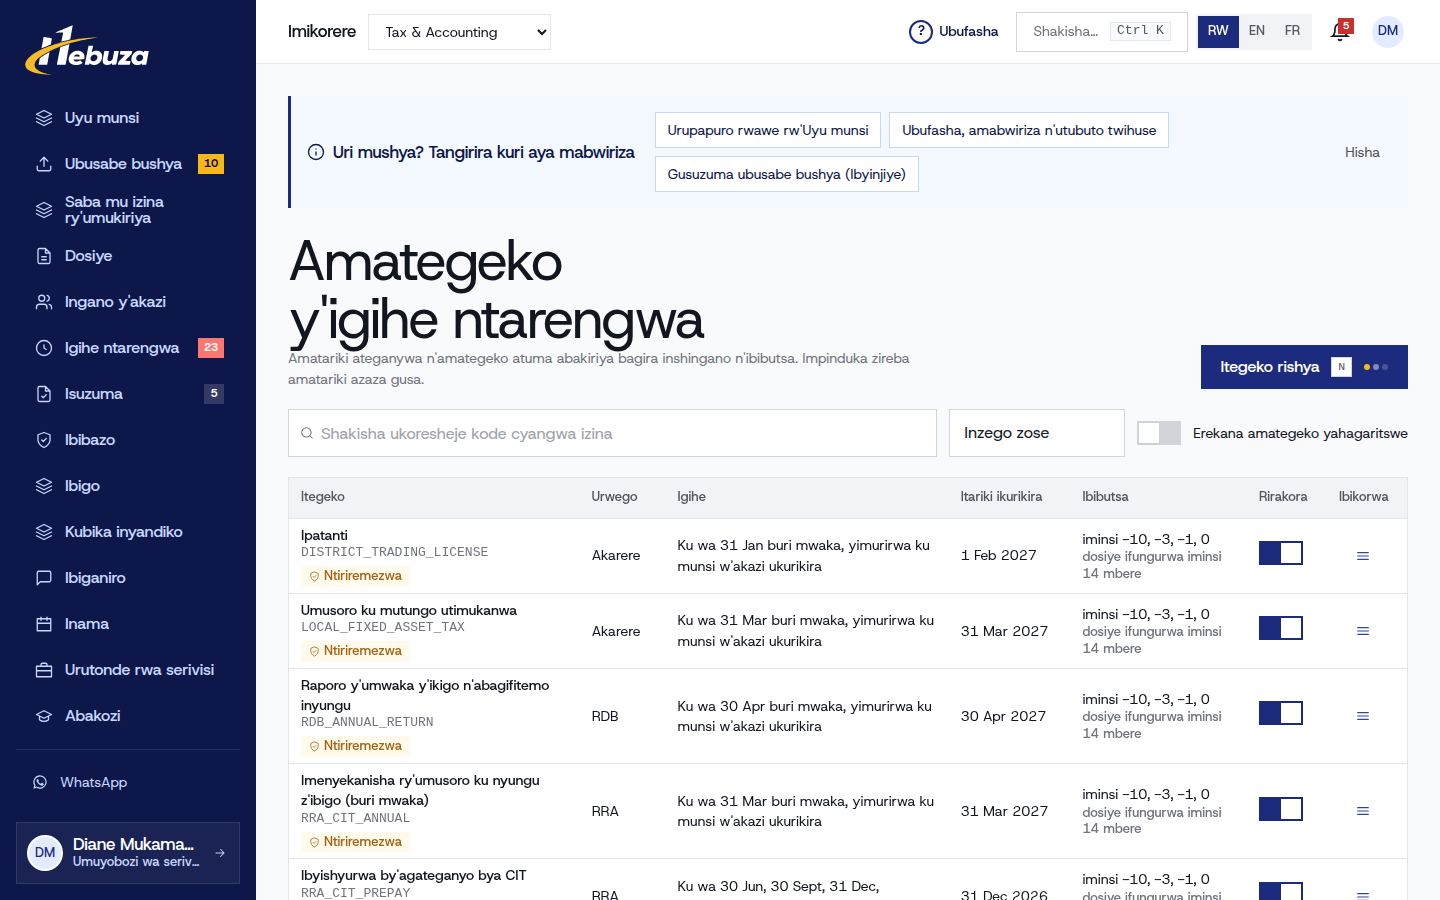 Hebuza
Uyu munsi
Ubusabe bushya 10
Saba mu izina
ry'umukiriya
Dosiye
Ingano y'akazi
Igihe ntarengwa 23
Isuzuma 5
Ibibazo
Ibigo
Kubika inyandiko
Ibiganiro
Inama
Urutonde rwa serivisi
Abakozi
WhatsApp
DM Diane Mukama...
Umuyobozi wa seriv...
Imikorere Tax & Accounting ? Ubufasha Shakisha... Ctrl K RW EN FR 5 DM
Uri mushya? Tangirira kuri aya mabwiriza
Urupapuro rwawe rw'Uyu munsi Ubufasha, amabwiriza n'utubuto twihuse
Gusuzuma ubusabe bushya (Ibyinjiye)
Hisha
Amategeko
y'igihe ntarengwa
Amatariki ateganywa n'amategeko atuma abakiriya bagira inshingano n'ibibutsa. Impinduka zireba
amatariki azaza gusa.
Itegeko rishya N
Shakisha ukoresheje kode cyangwa izina
Inzego zose
Erekana amategeko yahagaritswe
Itegeko Urwego Igihe Itariki ikurikira Ibibutsa Rirakora Ibikorwa
Ipatanti
DISTRICT_TRADING_LICENSE
Ntiriremezwa
Akarere
Ku wa 31 Jan buri mwaka, yimurirwa ku
munsi w'akazi ukurikira
1 Feb 2027
iminsi -10, -3, -1, 0
dosiye ifungurwa iminsi
14 mbere
Umusoro ku mutungo utimukanwa
LOCAL_FIXED_ASSET_TAX
Ntiriremezwa
Akarere
Ku wa 31 Mar buri mwaka, yimurirwa ku
munsi w'akazi ukurikira
31 Mar 2027
iminsi -10, -3, -1, 0
dosiye ifungurwa iminsi
14 mbere
Raporo y'umwaka y'ikigo n'abagifitemo
inyungu
RDB_ANNUAL_RETURN
Ntiriremezwa
RDB
Ku wa 30 Apr buri mwaka, yimurirwa ku
munsi w'akazi ukurikira
30 Apr 2027
iminsi -10, -3, -1, 0
dosiye ifungurwa iminsi
14 mbere
Imenyekanisha ry'umusoro ku nyungu
z'ibigo (buri mwaka)
RRA_CIT_ANNUAL
Ntiriremezwa
RRA
Ku wa 31 Mar buri mwaka, yimurirwa ku
munsi w'akazi ukurikira
31 Mar 2027
iminsi -10, -3, -1, 0
dosiye ifungurwa iminsi
14 mbere
Ibyishyurwa by'agateganyo bya CIT
RRA_CIT_PREPAY
RRA
Ku wa 30 Jun, 30 Sept, 31 Dec,
31 Dec 2026
iminsi -10, -3, -1, 0
dosiye ifungurwa iminsi